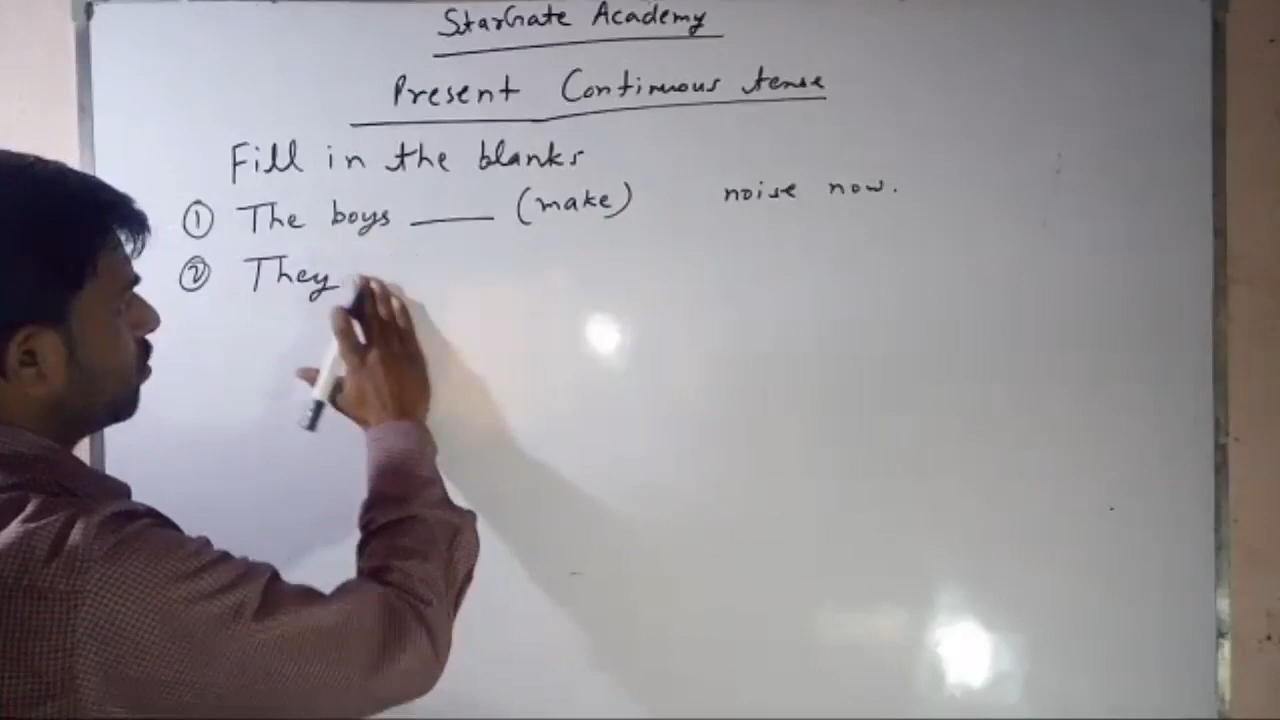 StarGate Academy
Present Continuous tense
Fill in the blanks
① The boys ____ (make) noise now.
② They